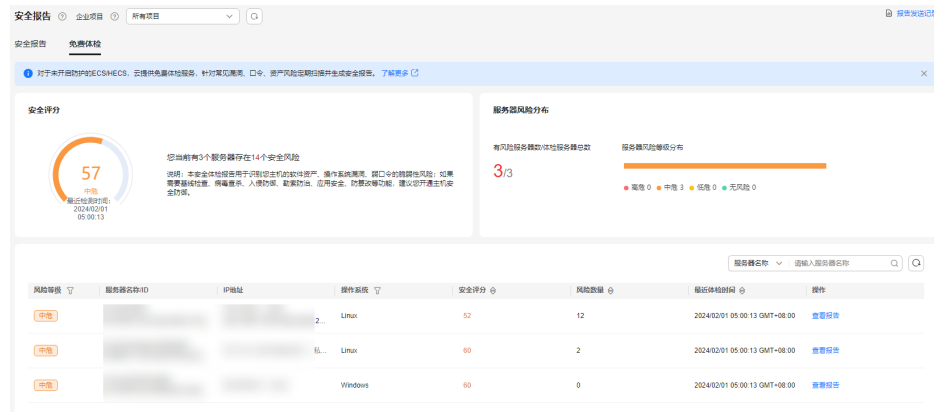 安全报告 企业项目 所有项目 报告发送记录
安全报告 免费体检
对于未开启防护的ECS/HECS，云提供免费体检服务，针对常见漏洞、口令、资产风险定期扫描并生成安全报告。 了解更多
安全评分
57
中危
最近检测时间:
2024/02/01
05:00:13
您当前有3个服务器存在14个安全风险
说明：本安全体检报告用于识别您主机的软件资产、操作系统漏洞、弱口令的脆弱性风险；如果
需要基线检查、病毒查杀、入侵防御、勒索防治、应用安全、防篡改等功能，建议您开通主机安
全防御。
服务器风险分布
有风险服务器数/体检服务器总数 服务器风险等级分布
3/3
高危 0 中危 3 低危 0 无风险 0
服务器名称 请输入服务器名称
风险等级 服务器名称/ID IP地址 操作系统 安全评分 风险数量 最近体检时间 操作
中危 2... Linux 52 12 2024/02/01 05:00:13 GMT+08:00 查看报告
中危 私... Linux 60 2 2024/02/01 05:00:13 GMT+08:00 查看报告
中危 Windows 60 0 2024/02/01 05:00:13 GMT+08:00 查看报告